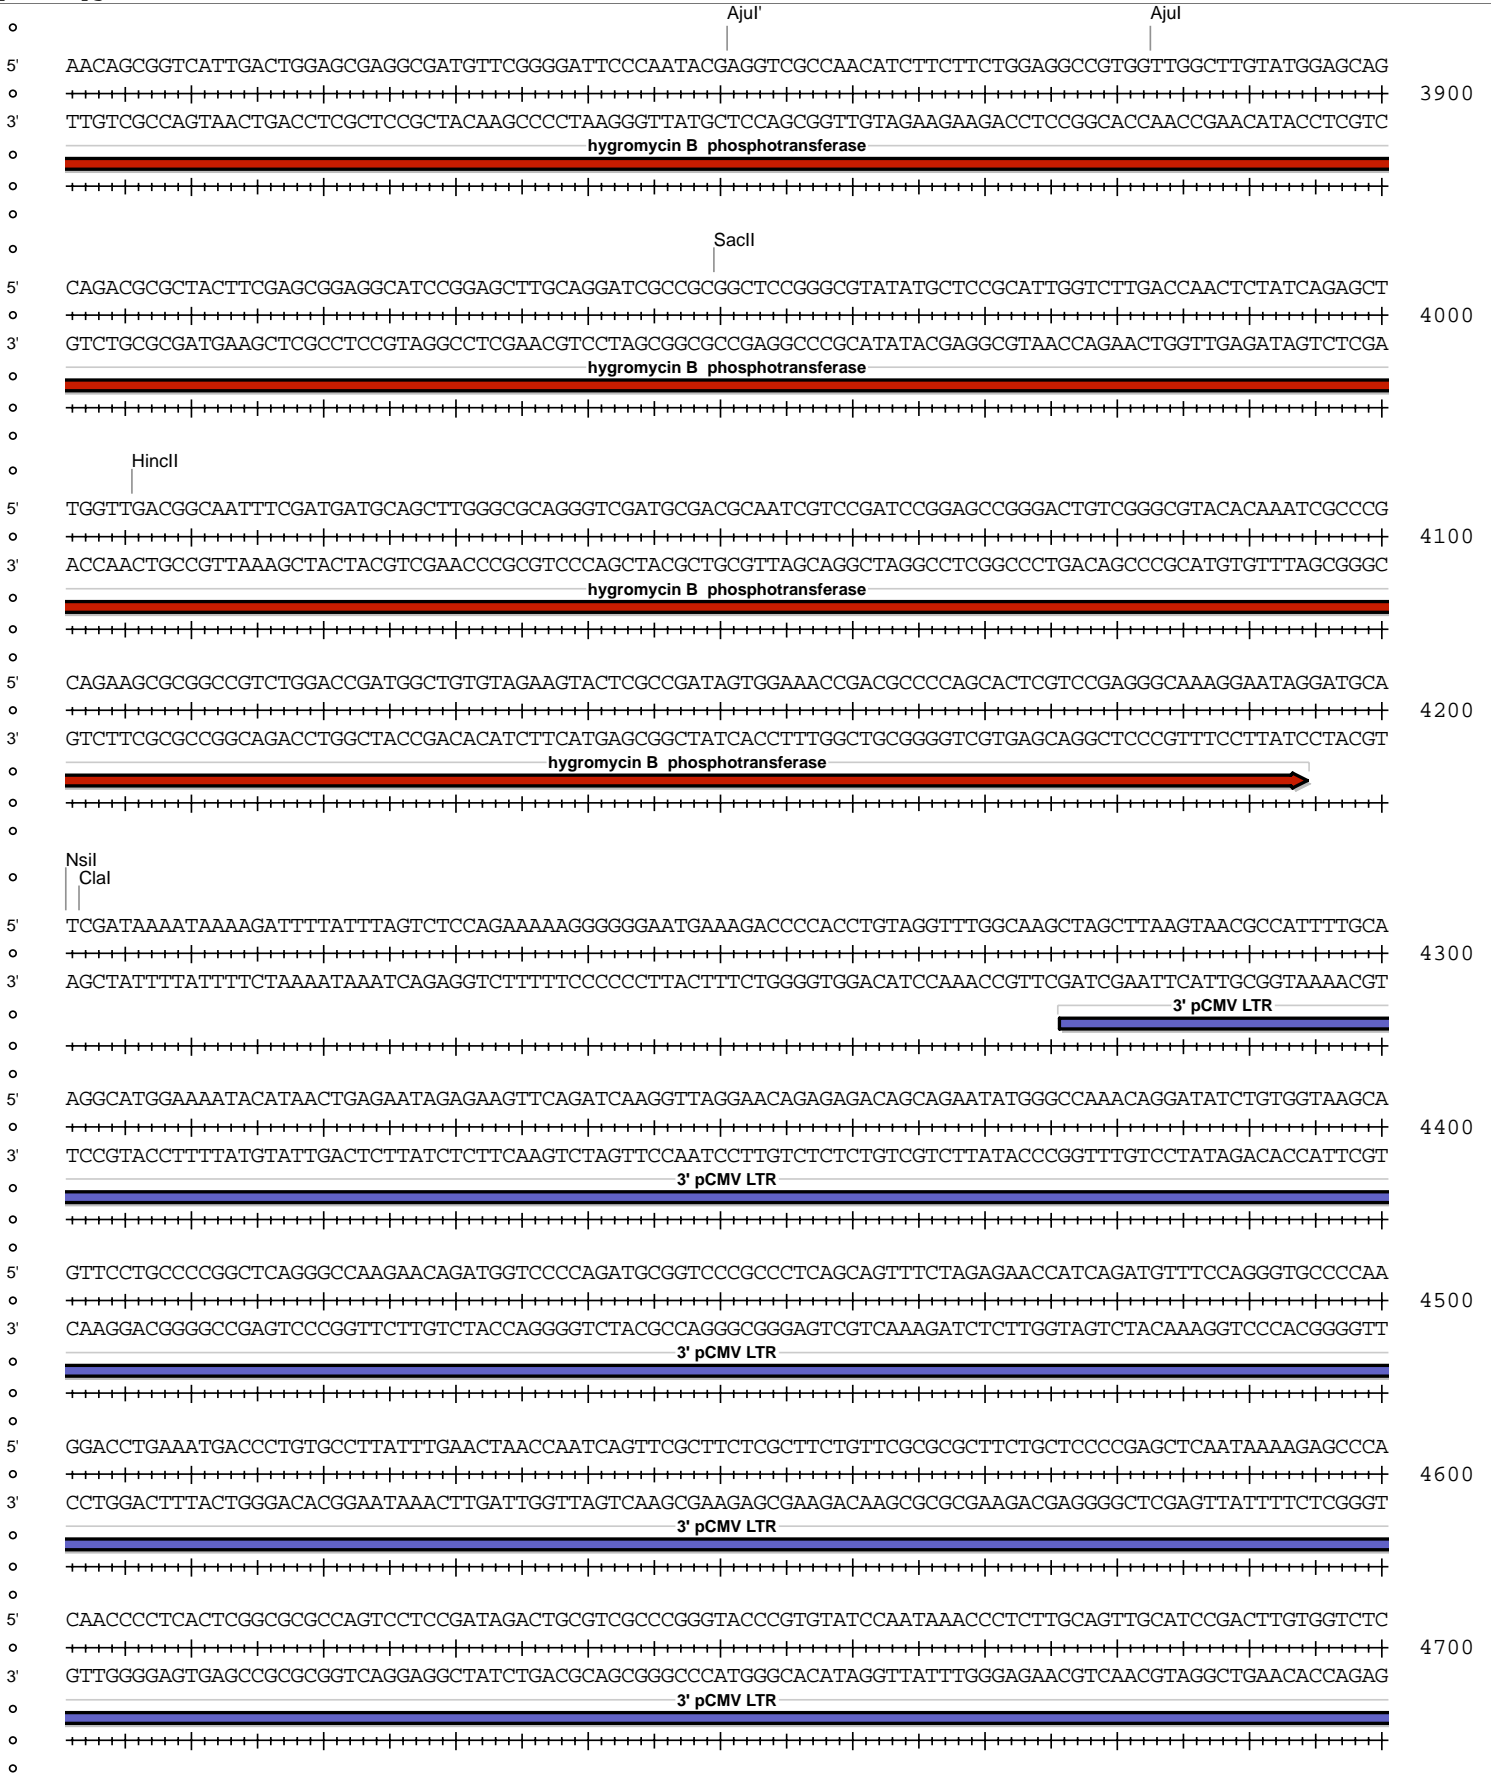 AjuI' AjuI
5' AACAGCGGTCATTGACTGGAGCGAGGCGATGTTCGGGGATTCCCAATACGAGGTCGCCAACATCTTCTTCTGGAGGCCGTGGTTGGCTTGTATGGAGCAG
3900
3' TTGTCGCCAGTAACTGACCTCGCTCCGCTACAAGCCCCTAAGGGTTATGCTCCAGCGGTTGTAGAAGAAGACCTCCGGCACCAACCGAACATACCTCGTC
hygromycin B phosphotransferase
SacII
5' CAGACGCGCTACTTCGAGCGGAGGCATCCGGAGCTTGCAGGATCGCCGCGGCTCCGGGCGTATATGCTCCGCATTGGTCTTGACCAACTCTATCAGAGCT
4000
3' GTCTGCGCGATGAAGCTCGCCTCCGTAGGCCTCGAACGTCCTAGCGGCGCCGAGGCCCGCATATACGAGGCGTAACCAGAACTGGTTGAGATAGTCTCGA
hygromycin B phosphotransferase
HincII
5' TGGTTGACGGCAATTTCGATGATGCAGCTTGGGCGCAGGGTCGATGCGACGCAATCGTCCGATCCGGAGCCGGGACTGTCGGGCGTACACAAATCGCCCG
4100
3' ACCAACTGCCGTTAAAGCTACTACGTCGAACCCGCGTCCCAGCTACGCTGCGTTAGCAGGCTAGGCCTCGGCCCTGACAGCCCGCATGTGTTTAGCGGGC
hygromycin B phosphotransferase
5' CAGAAGCGCGGCCGTCTGGACCGATGGCTGTGTAGAAGTACTCGCCGATAGTGGAAACCGACGCCCCAGCACTCGTCCGAGGGCAAAGGAATAGGATGCA
4200
3' GTCTTCGCGCCGGCAGACCTGGCTACCGACACATCTTCATGAGCGGCTATCACCTTTGGCTGCGGGGTCGTGAGCAGGCTCCCGTTTCCTTATCCTACGT
hygromycin B phosphotransferase
NsiI
ClaI
5' TCGATAAAATAAAAGATTTTATTTAGTCTCCAGAAAAAGGGGGGAATGAAAGACCCCACCTGTAGGTTTGGCAAGCTAGCTTAAGTAACGCCATTTTGCA
4300
3' AGCTATTTTATTTTCTAAAATAAATCAGAGGTCTTTTTCCCCCCTTACTTTCTGGGGTGGACATCCAAACCGTTCGATCGAATTCATTGCGGTAAAACGT
3' pCMV LTR
5' AGGCATGGAAAATACATAACTGAGAATAGAGAAGTTCAGATCAAGGTTAGGAACAGAGAGACAGCAGAATATGGGCCAAACAGGATATCTGTGGTAAGCA
4400
3' TCCGTACCTTTTATGTATTGACTCTTATCTCTTCAAGTCTAGTTCCAATCCTTGTCTCTCTGTCGTCTTATACCCGGTTTGTCCTATAGACACCATTCGT
3' pCMV LTR
5' GTTCCTGCCCCGGCTCAGGGCCAAGAACAGATGGTCCCCAGATGCGGTCCCGCCCTCAGCAGTTTCTAGAGAACCATCAGATGTTTCCAGGGTGCCCCAA
4500
3' CAAGGACGGGGCCGAGTCCCGGTTCTTGTCTACCAGGGGTCTACGCCAGGGCGGGAGTCGTCAAAGATCTCTTGGTAGTCTACAAAGGTCCCACGGGGTT
3' pCMV LTR
5' GGACCTGAAATGACCCTGTGCCTTATTTGAACTAACCAATCAGTTCGCTTCTCGCTTCTGTTCGCGCGCTTCTGCTCCCCGAGCTCAATAAAAGAGCCCA
4600
3' CCTGGACTTTACTGGGACACGGAATAAACTTGATTGGTTAGTCAAGCGAAGAGCGAAGACAAGCGCGCGAAGACGAGGGGCTCGAGTTATTTTCTCGGGT
3' pCMV LTR
5' CAACCCCTCACTCGGCGCGCCAGTCCTCCGATAGACTGCGTCGCCCGGGTACCCGTGTATCCAATAAACCCTCTTGCAGTTGCATCCGACTTGTGGTCTC
4700
3' GTTGGGGAGTGAGCCGCGCGGTCAGGAGGCTATCTGACGCAGCGGGCCCATGGGCACATAGGTTATTTGGGAGAACGTCAACGTAGGCTGAACACCAGAG
3' pCMV LTR